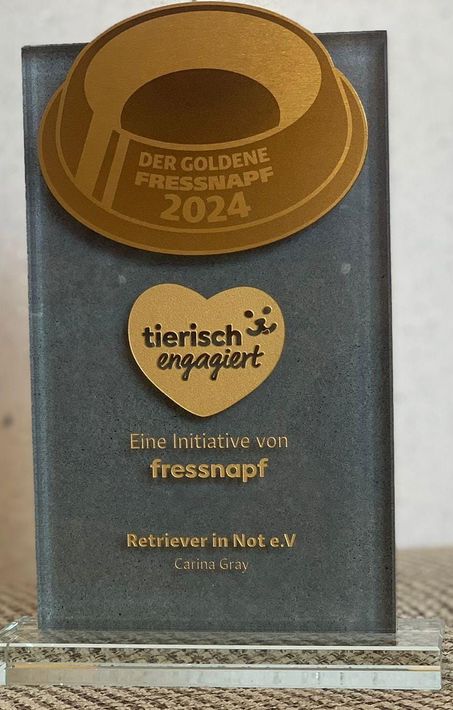 DER GOLDENE
FRESSNAPF
2024
tierisch
engagiert
Eine Initiative von
fressnapf
Retriever in Not e.V
Carina Gray